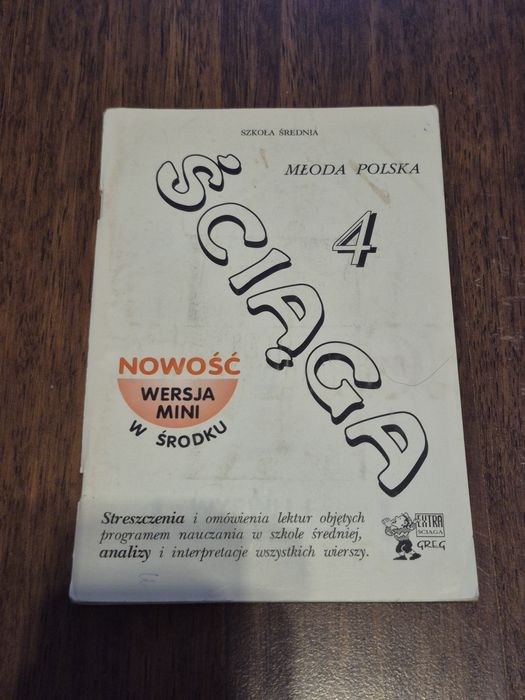 SZKOŁA ŚREDNIA
MŁODA POLSKA
4
ŚCIĄGA
NOWOŚĆ
WERSJA
MINI
W ŚRODKU
Streszczenia i omówienia lektur objętych
programem nauczania w szkole średniej,
analizy i interpretacje wszystkich wierszy.
EXTRA
ŚCIĄGA
GREG